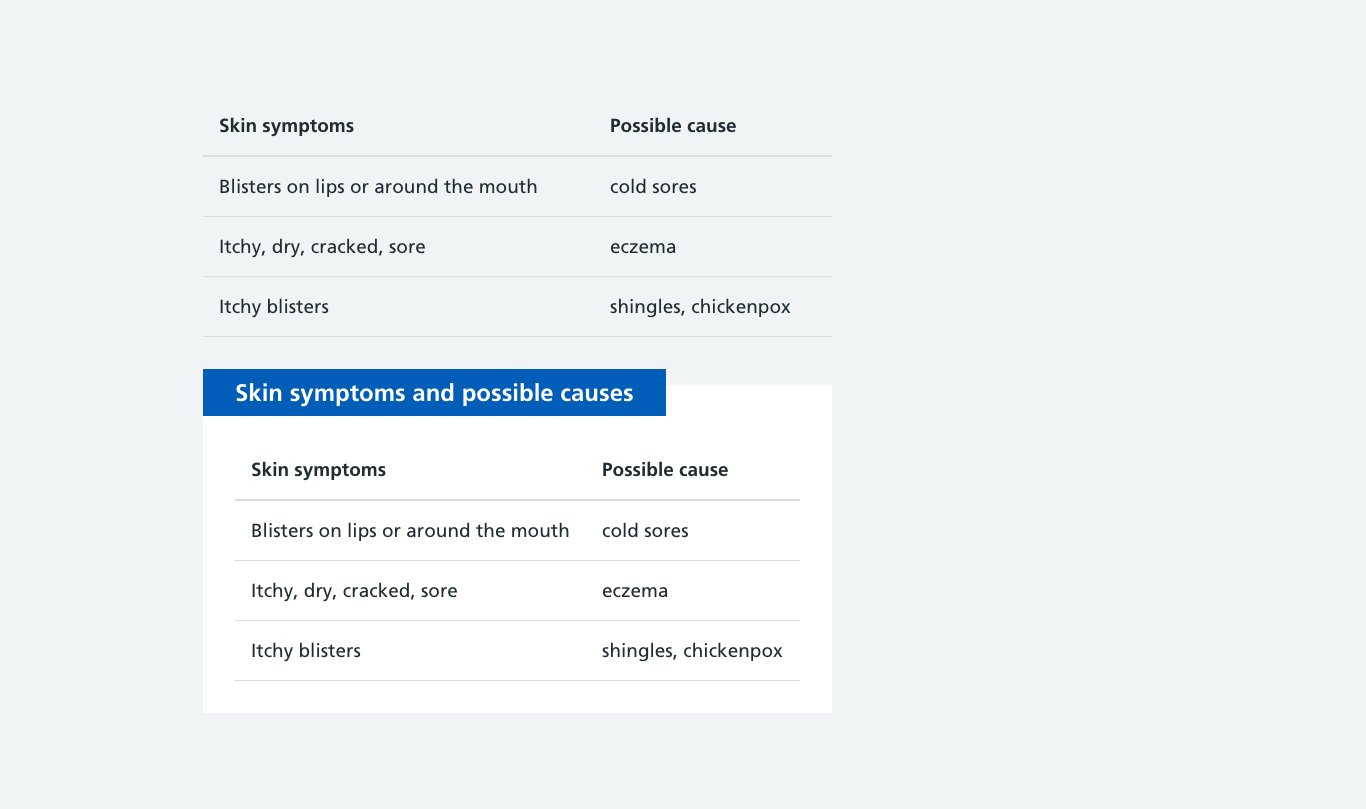 Skin symptoms Possible cause
Blisters on lips or around the mouth cold sores
Itchy, dry, cracked, sore eczema
Itchy blisters shingles, chickenpox
Skin symptoms and possible causes
Skin symptoms Possible cause
Blisters on lips or around the mouth cold sores
Itchy, dry, cracked, sore eczema
Itchy blisters shingles, chickenpox